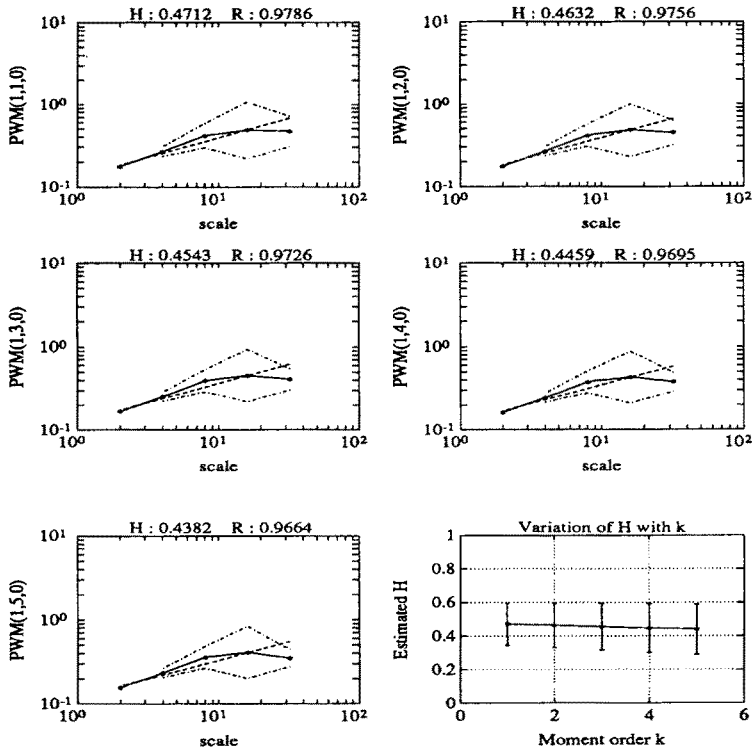 H : 0.4712 R : 0.9786
10¹
10⁰
10⁻¹
PWM(1,1,0)
10⁰ 10¹ 10²
scale
H : 0.4632 R : 0.9756
10¹
10⁰
10⁻¹
PWM(1,2,0)
10⁰ 10¹ 10²
scale
H : 0.4543 R : 0.9726
10¹
10⁰
10⁻¹
PWM(1,3,0)
10⁰ 10¹ 10²
scale
H : 0.4459 R : 0.9695
10¹
10⁰
10⁻¹
PWM(1,4,0)
10⁰ 10¹ 10²
scale
H : 0.4382 R : 0.9664
10¹
10⁰
10⁻¹
PWM(1,5,0)
10⁰ 10¹ 10²
scale
Variation of H with k
1
0.8
0.6
0.4
0.2
0
Estimated H
0 2 4 6
Moment order k